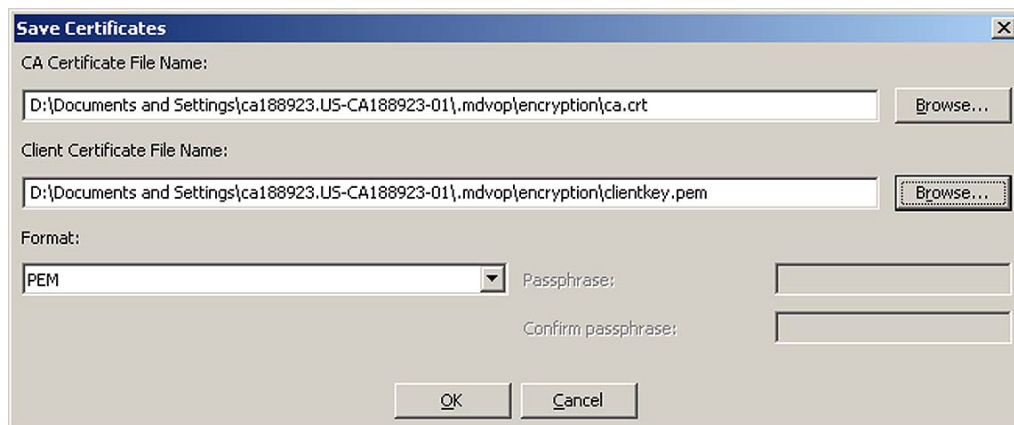 Save Certificates
CA Certificate File Name:
D:\Documents and Settings\ca188923.US-CA188923-01\.mdvop\encryption\ca.crt
Browse...
Client Certificate File Name:
D:\Documents and Settings\ca188923.US-CA188923-01\.mdvop\encryption\clientkey.pem
Browse...
Format:
PEM
Passphrase:
Confirm passphrase:
OK
Cancel